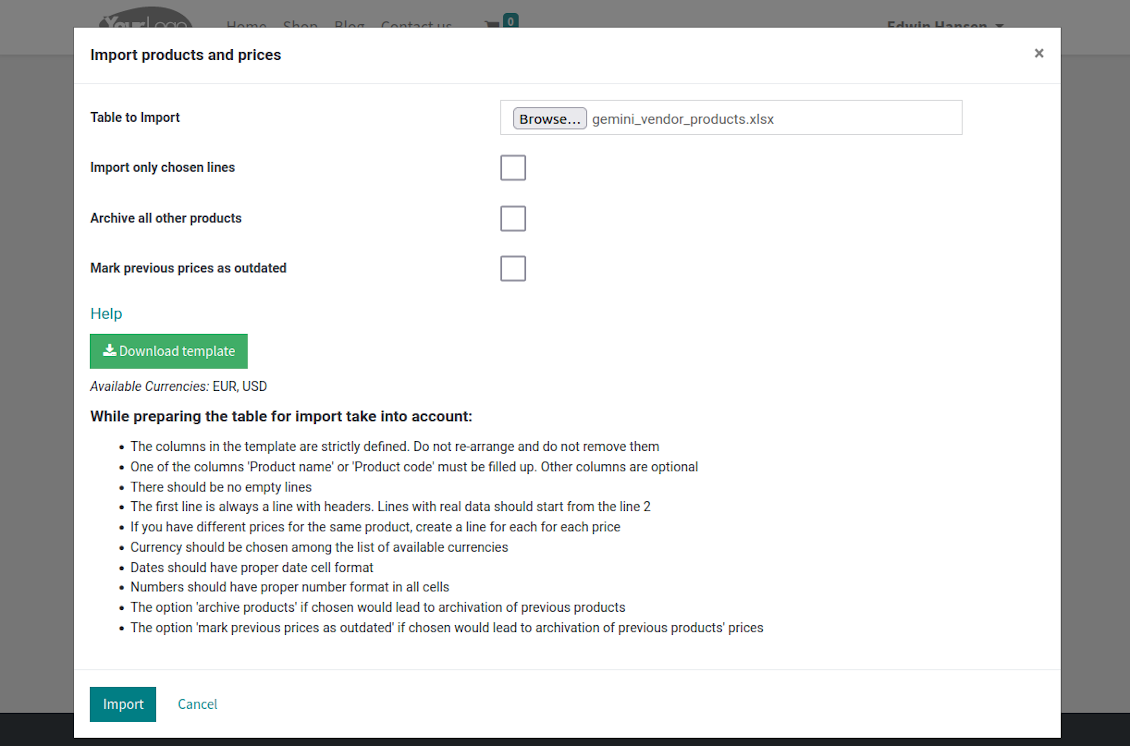 YourLogo Home Shop Blog Contact us 0 Edwin Hansen
Import products and prices ×
Table to Import Browse... gemini_vendor_products.xlsx
Import only chosen lines
Archive all other products
Mark previous prices as outdated
Help
Download template
Available Currencies: EUR, USD
While preparing the table for import take into account:
• The columns in the template are strictly defined. Do not re-arrange and do not remove them
• One of the columns 'Product name' or 'Product code' must be filled up. Other columns are optional
• There should be no empty lines
• The first line is always a line with headers. Lines with real data should start from the line 2
• If you have different prices for the same product, create a line for each for each price
• Currency should be chosen among the list of available currencies
• Dates should have proper date cell format
• Numbers should have proper number format in all cells
• The option 'archive products' if chosen would lead to archivation of previous products
• The option 'mark previous prices as outdated' if chosen would lead to archivation of previous products' prices
Import Cancel